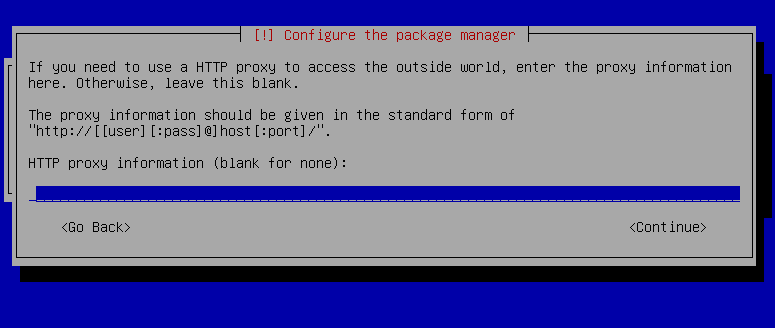 [!] Configure the package manager
If you need to use a HTTP proxy to access the outside world, enter the proxy information
here. Otherwise, leave this blank.
The proxy information should be given in the standard form of
"http://[[user][:pass]@]host[:port]/".
HTTP proxy information (blank for none):
<Go Back> <Continue>